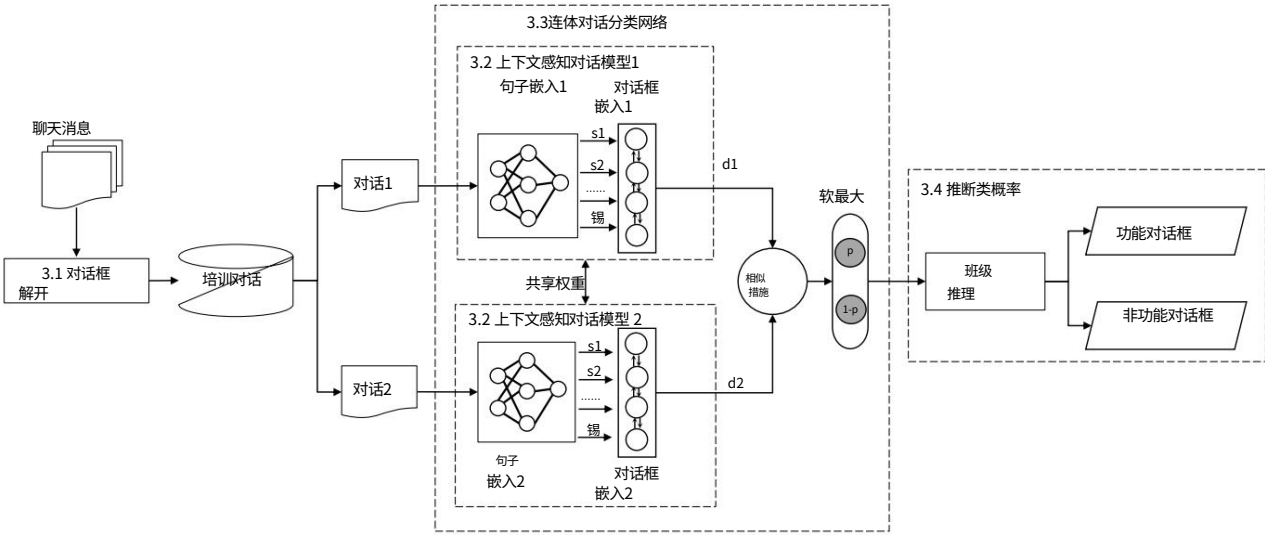 3.3连体对话分类网络
3.2 上下文感知对话模型1
句子嵌入1
对话框
嵌入1
聊天消息
s1
s2
......
锡
d1
对话1
3.1 对话框
解开
培训对话
共享权重
相似
措施
软最大
p
1-p
3.4 推断类概率
班级
推理
功能对话框
非功能对话框
3.2 上下文感知对话模型 2
对话2
s1
s2
......
锡
d2
句子
嵌入2
对话框
嵌入2